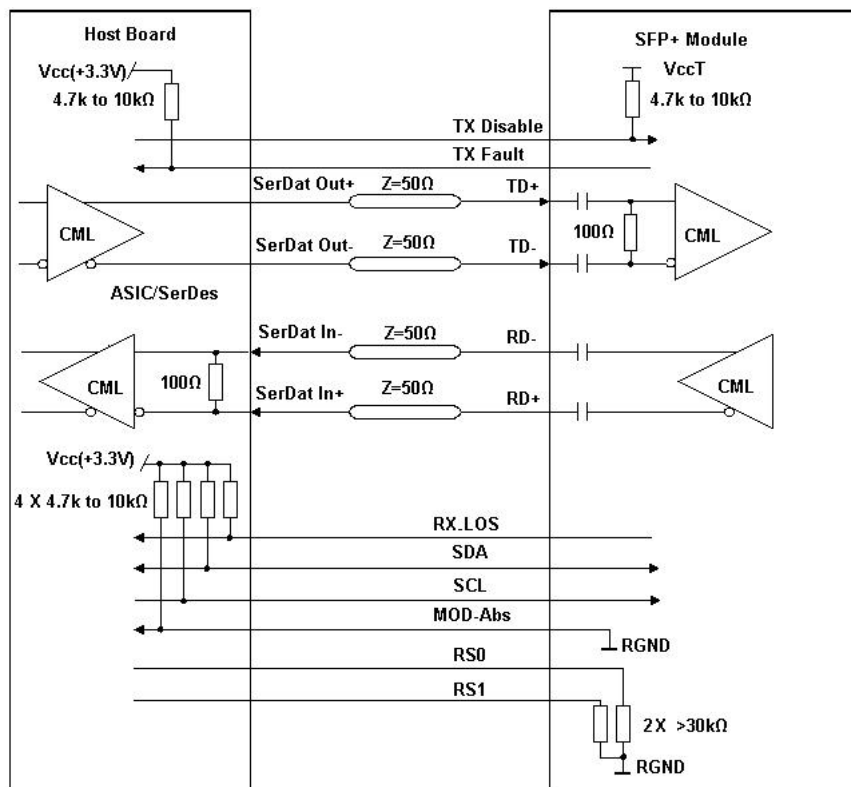 Host Board
SFP+ Module
Vcc(+3.3V)
VccT
4.7k to 10kΩ
4.7k to 10kΩ
TX Disable
TX Fault
SerDat Out+
Z=50Ω
TD+
CML
100Ω
CML
SerDat Out-
Z=50Ω
TD-
ASIC/SerDes
SerDat In-
Z=50Ω
RD-
CML
100Ω
SerDat In+
Z=50Ω
RD+
CML
Vcc(+3.3V)
4 X 4.7k to 10kΩ
RX_LOS
SDA
SCL
MOD-Abs
RGND
RS0
RS1
2X >30kΩ
RGND